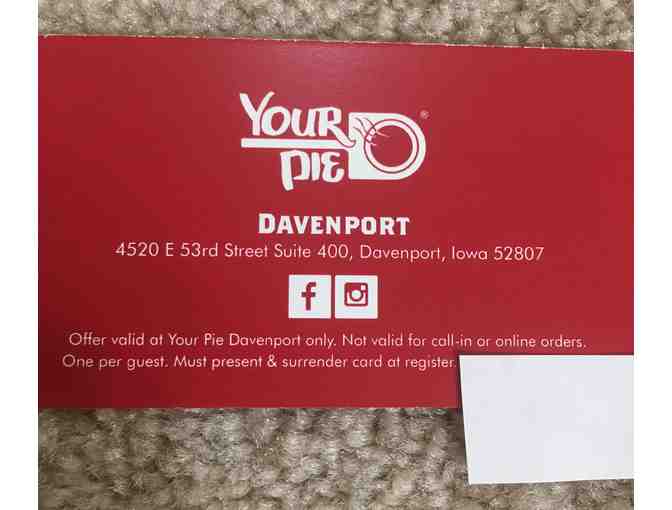 YOUR
PIE ®
DAVENPORT
4520 E 53rd Street Suite 400, Davenport, Iowa 52807
f
Offer valid at Your Pie Davenport only. Not valid for call-in or online orders.
One per guest. Must present & surrender card at register.